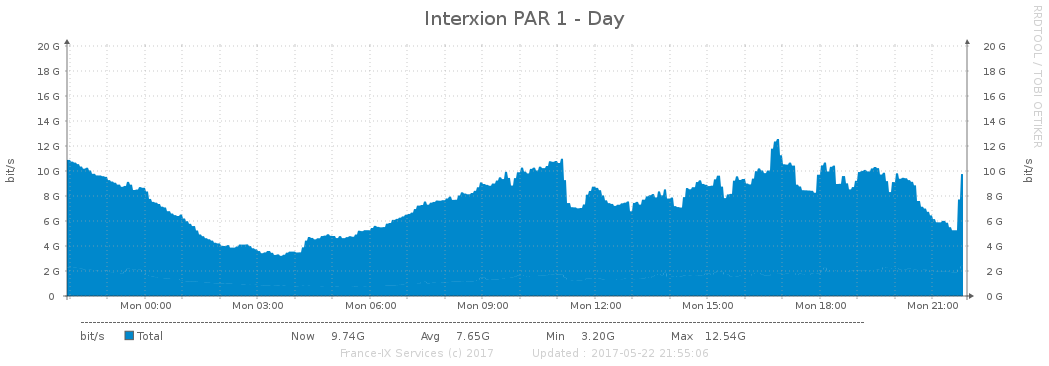 Interxion PAR 1 - Day
RRDTOOL / TOBI OETIKER
20 G 20 G
18 G 18 G
16 G 16 G
14 G 14 G
12 G 12 G
10 G 10 G
8 G 8 G
6 G 6 G
4 G 4 G
2 G 2 G
0 0 G
bit/s
bit/s
Mon 00:00 Mon 03:00 Mon 06:00 Mon 09:00 Mon 12:00 Mon 15:00 Mon 18:00 Mon 21:00
bit/s Total Now 9.74G Avg 7.65G Min 3.20G Max 12.54G
France-IX Services (c) 2017 Updated : 2017-05-22 21:55:06